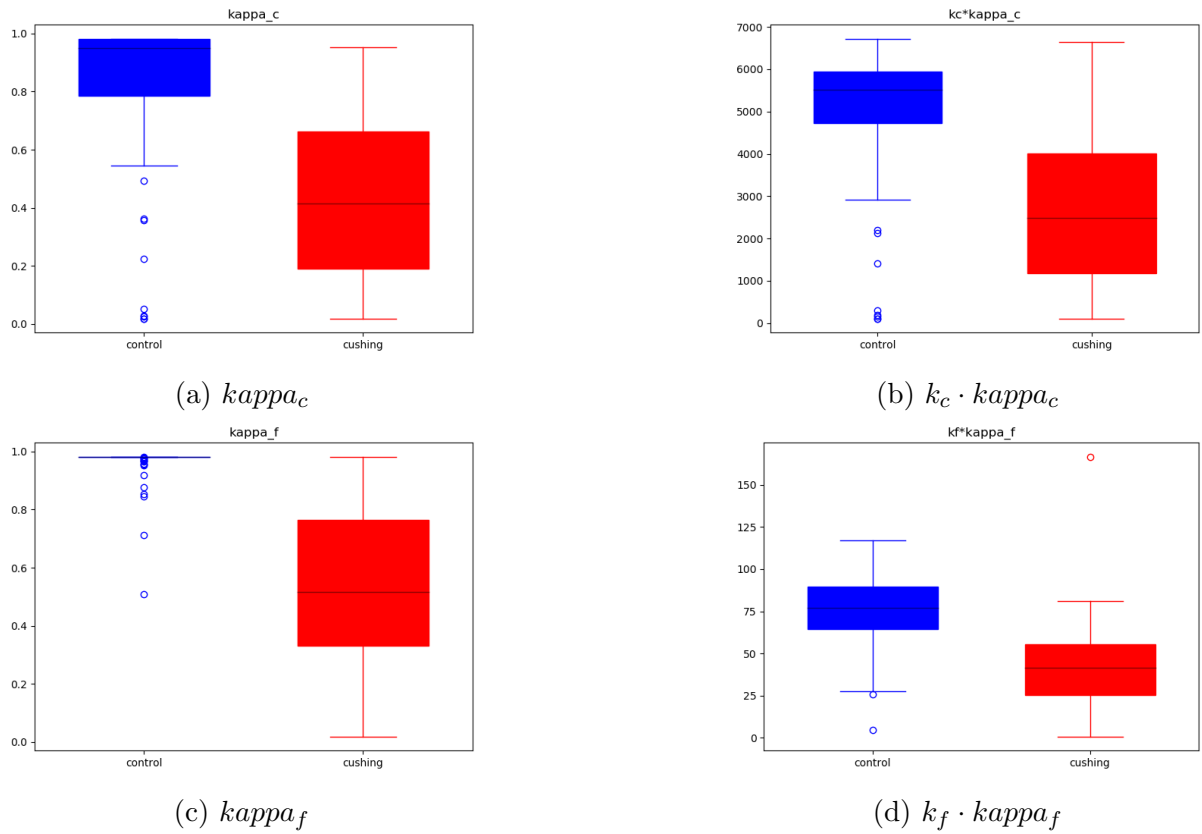 kappa_c
1.0
0.8
0.6
0.4
0.2
0.0
control cushing
(a) kappa_c
kc*kappa_c
7000
6000
5000
4000
3000
2000
1000
0
control cushing
(b) k_c · kappa_c
kappa_f
1.0
0.8
0.6
0.4
0.2
0.0
control cushing
(c) kappa_f
kf*kappa_f
150
125
100
75
50
25
0
control cushing
(d) k_f · kappa_f